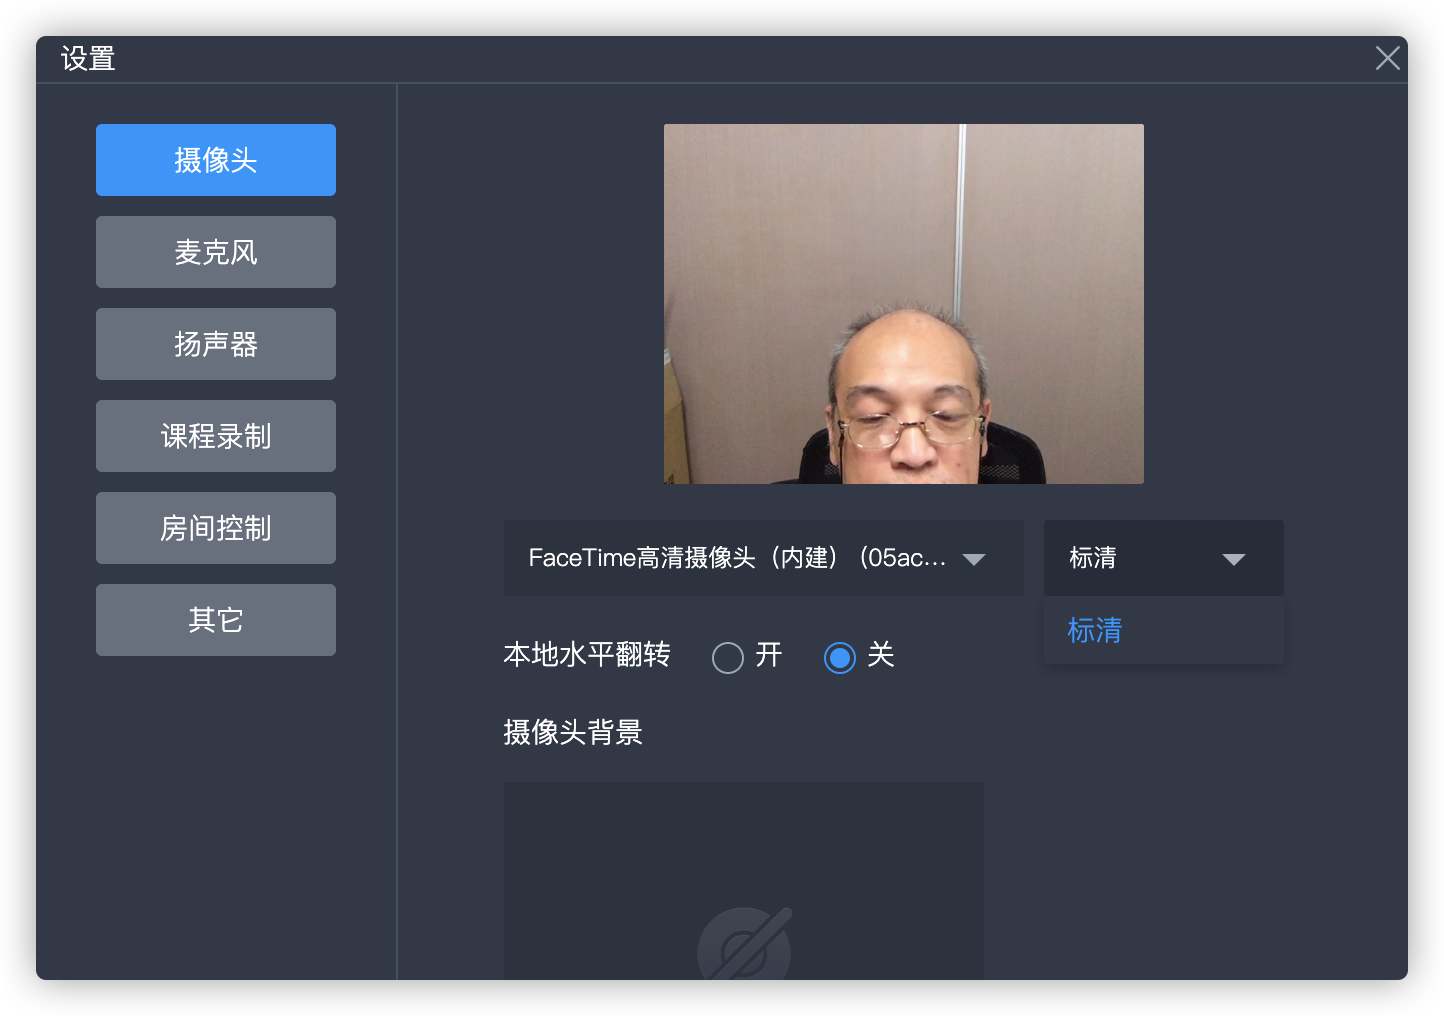 设置
摄像头
麦克风
扬声器
课程录制
房间控制
其它
FaceTime高清摄像头（内建）（05ac...
标清
标清
本地水平翻转 开 关
摄像头背景